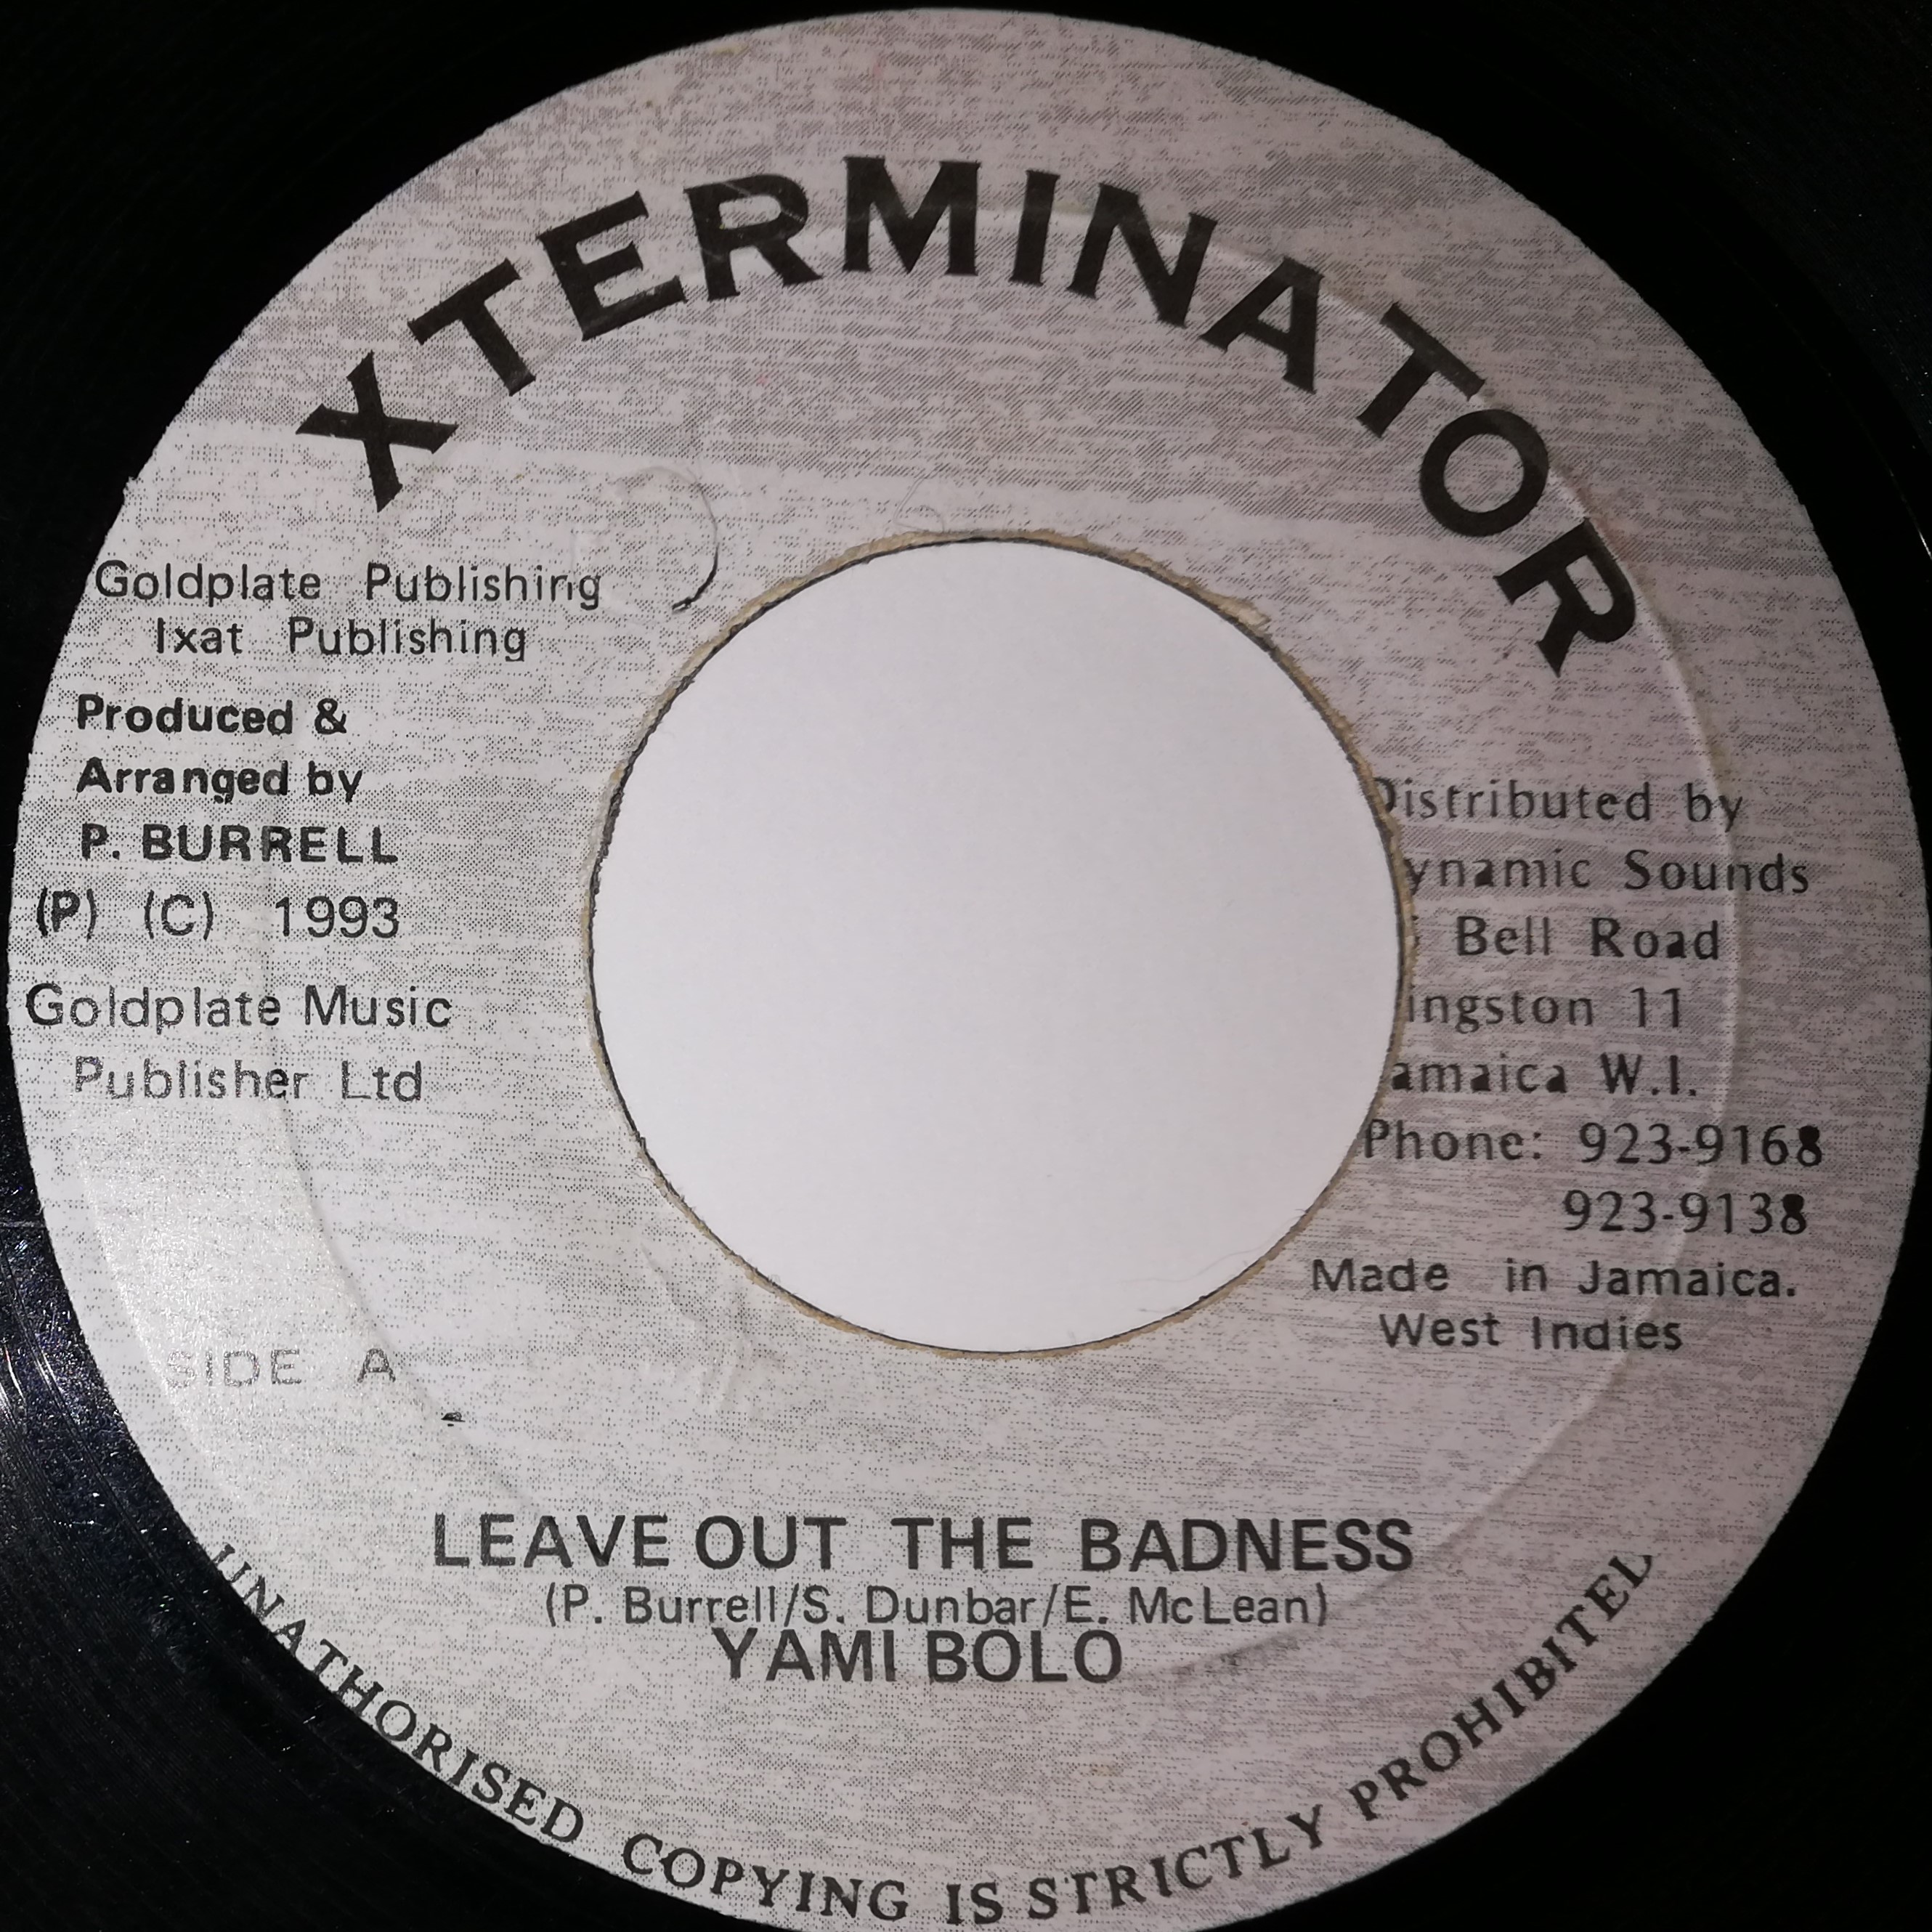 XTERMINATOR
Goldplate Publishing
Ixat Publishing
Produced &
Arranged by
P. BURRELL
(P) (C) 1993
Goldplate Music
Publisher Ltd
SIDE A
Distributed by
ynamic Sounds
Bell Road
ingston 11
amaica W.I.
Phone: 923-9168
923-9138
Made in Jamaica.
West Indies
LEAVE OUT THE BADNESS
(P. Burrell/S. Dunbar/E. McLean)
YAMI BOLO
UNATHORISED COPYING IS STRICTLY PROHIBITEL